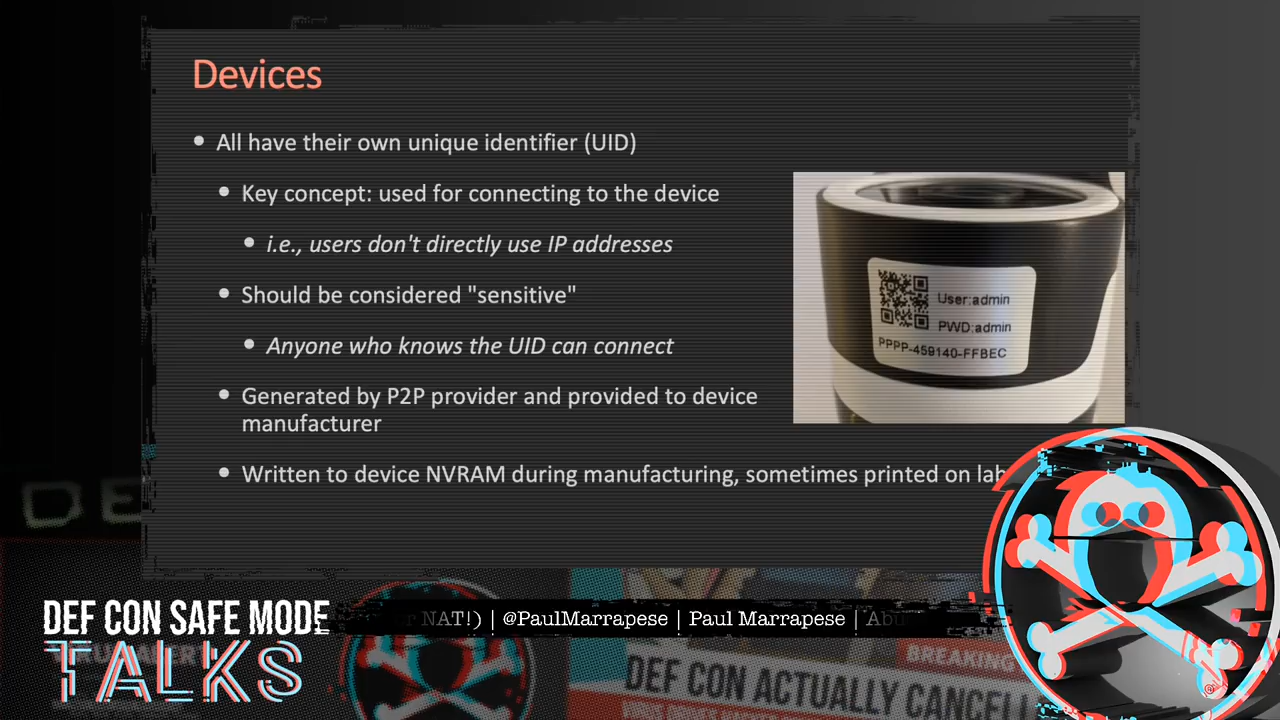 Devices
All have their own unique identifier (UID)
Key concept: used for connecting to the device
i.e., users don't directly use IP addresses
Should be considered "sensitive"
Anyone who knows the UID can connect
Generated by P2P provider and provided to device
manufacturer
Written to device NVRAM during manufacturing, sometimes printed on lab
User:admin
PWD:admin
PPPP-459140-FFBEC
DE
DEF CON SAFE MODE
TALKS
NAT!) | @PaulMarrapese | Paul Marrapese | Abu
BREAKING
DEF CON ACTUALLY CANCELL